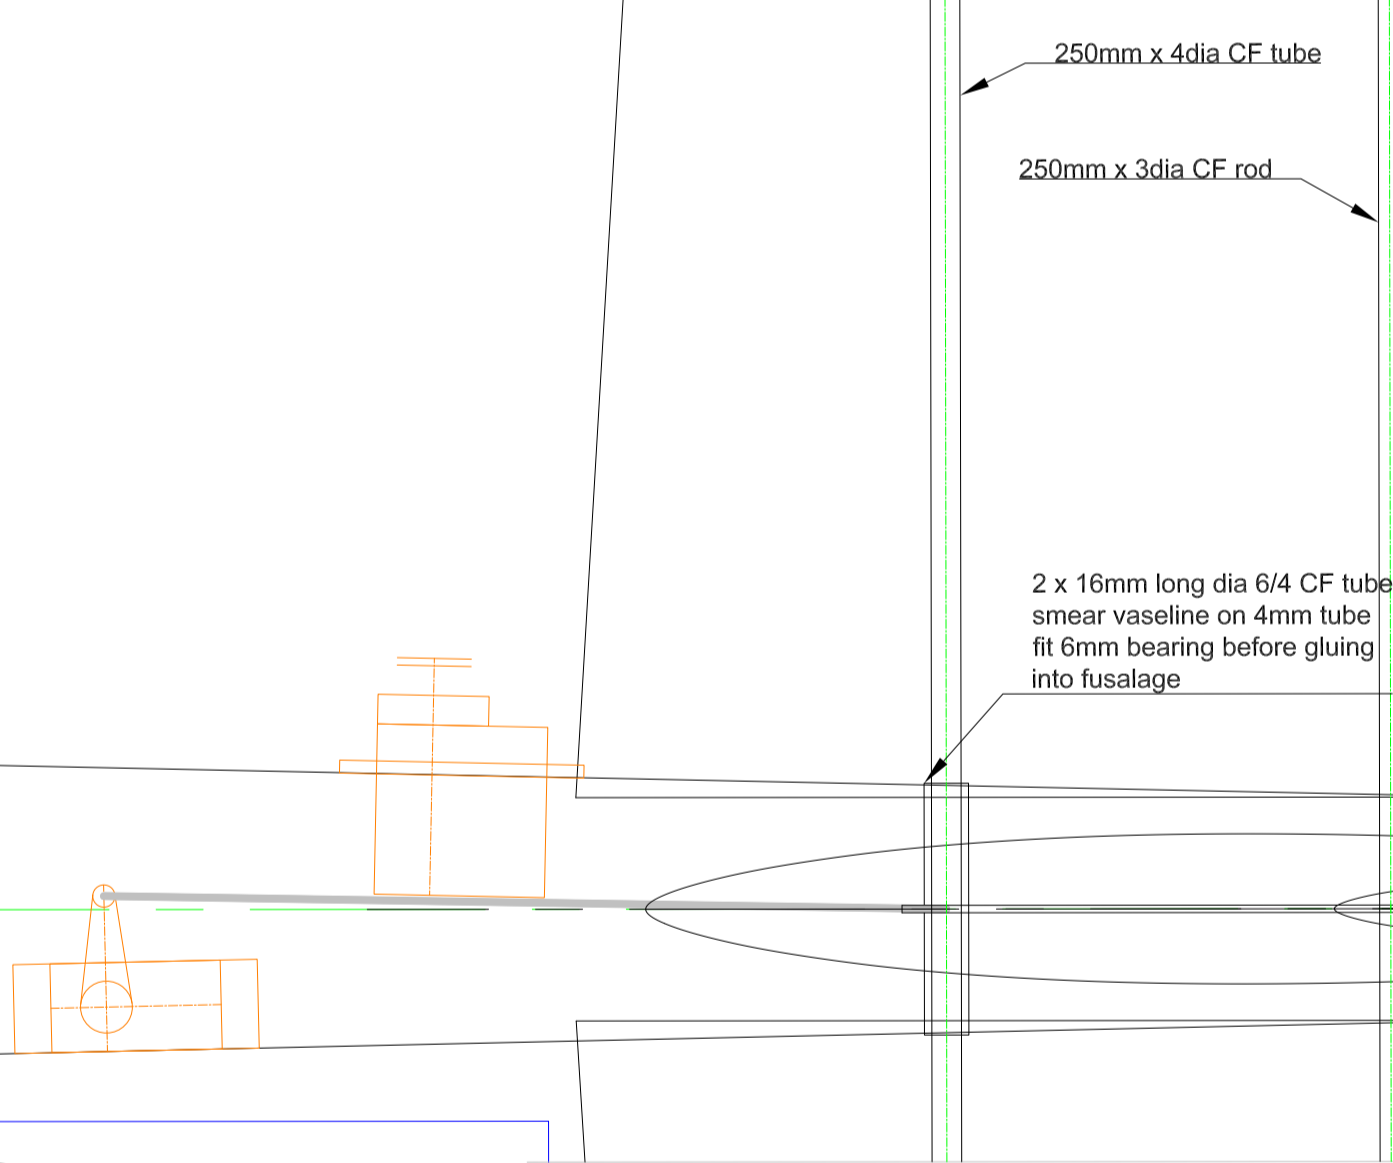 250mm x 4dia CF tube
250mm x 3dia CF rod
2 x 16mm long dia 6/4 CF tube
smear vaseline on 4mm tube
fit 6mm bearing before gluing
into fusalage